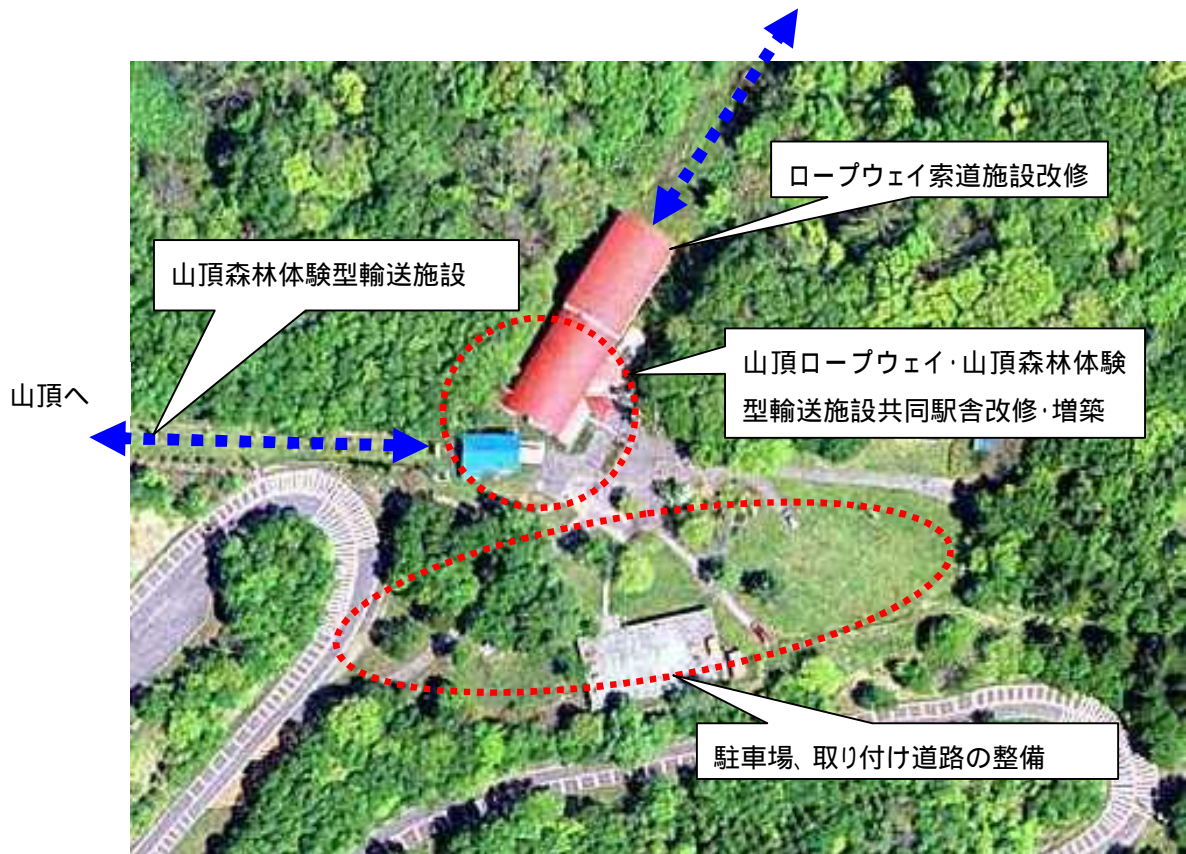 ロープウェイ索道施設改修
山頂森林体験型輸送施設
山頂ロープウェイ・山頂森林体験
型輸送施設共同駅舎改修・増築
山頂へ
駐車場、取り付け道路の整備